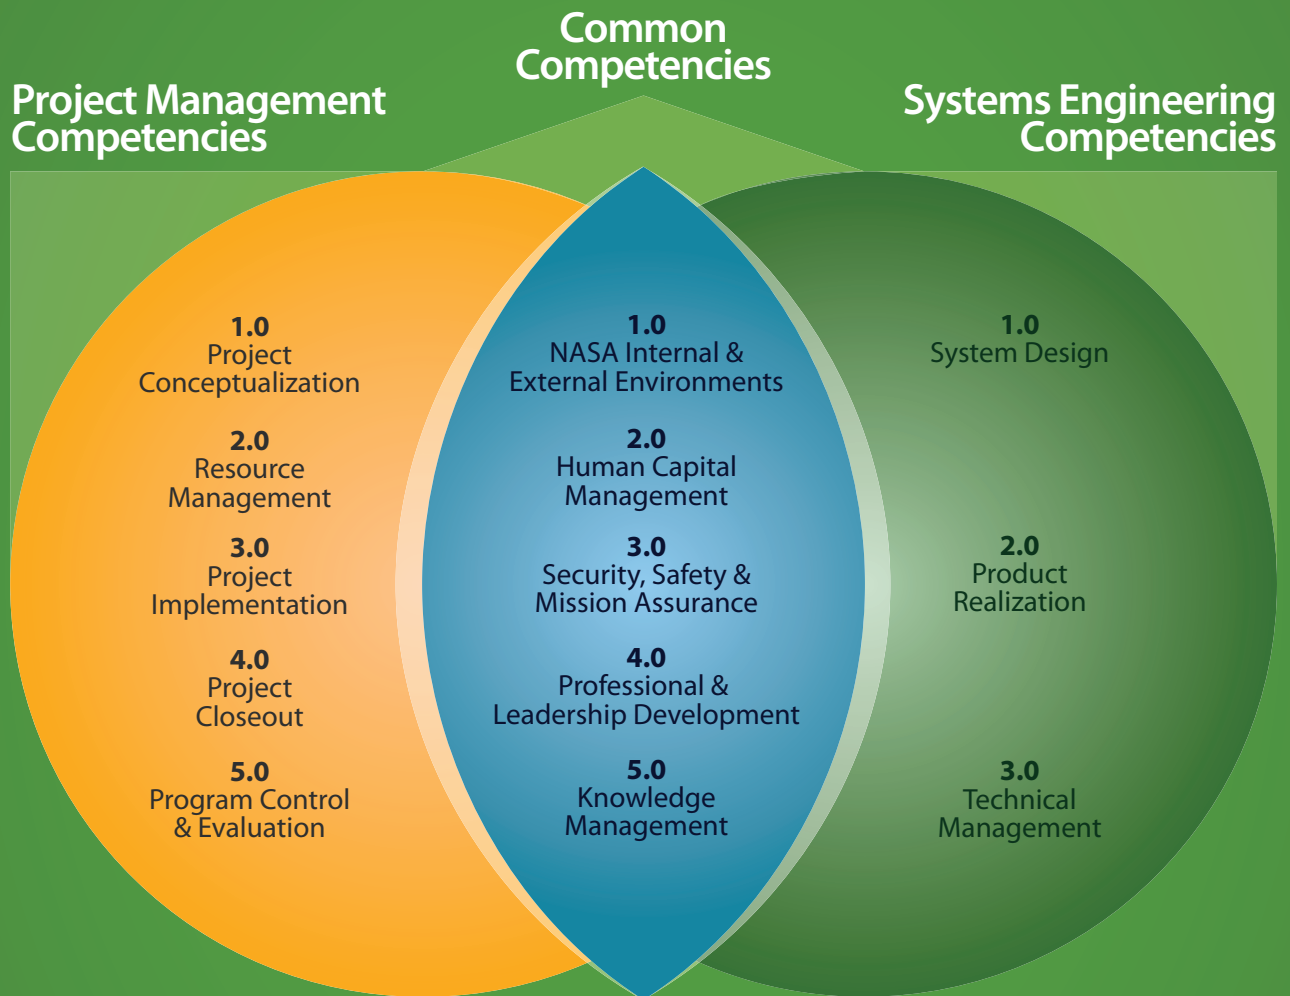 Common
Competencies
Project Management
Competencies
Systems Engineering
Competencies
1.0
Project
Conceptualization
2.0
Resource
Management
3.0
Project
Implementation
4.0
Project
Closeout
5.0
Program Control
& Evaluation
1.0
NASA Internal &
External Environments
2.0
Human Capital
Management
3.0
Security, Safety &
Mission Assurance
4.0
Professional &
Leadership Development
5.0
Knowledge
Management
1.0
System Design
2.0
Product
Realization
3.0
Technical
Management